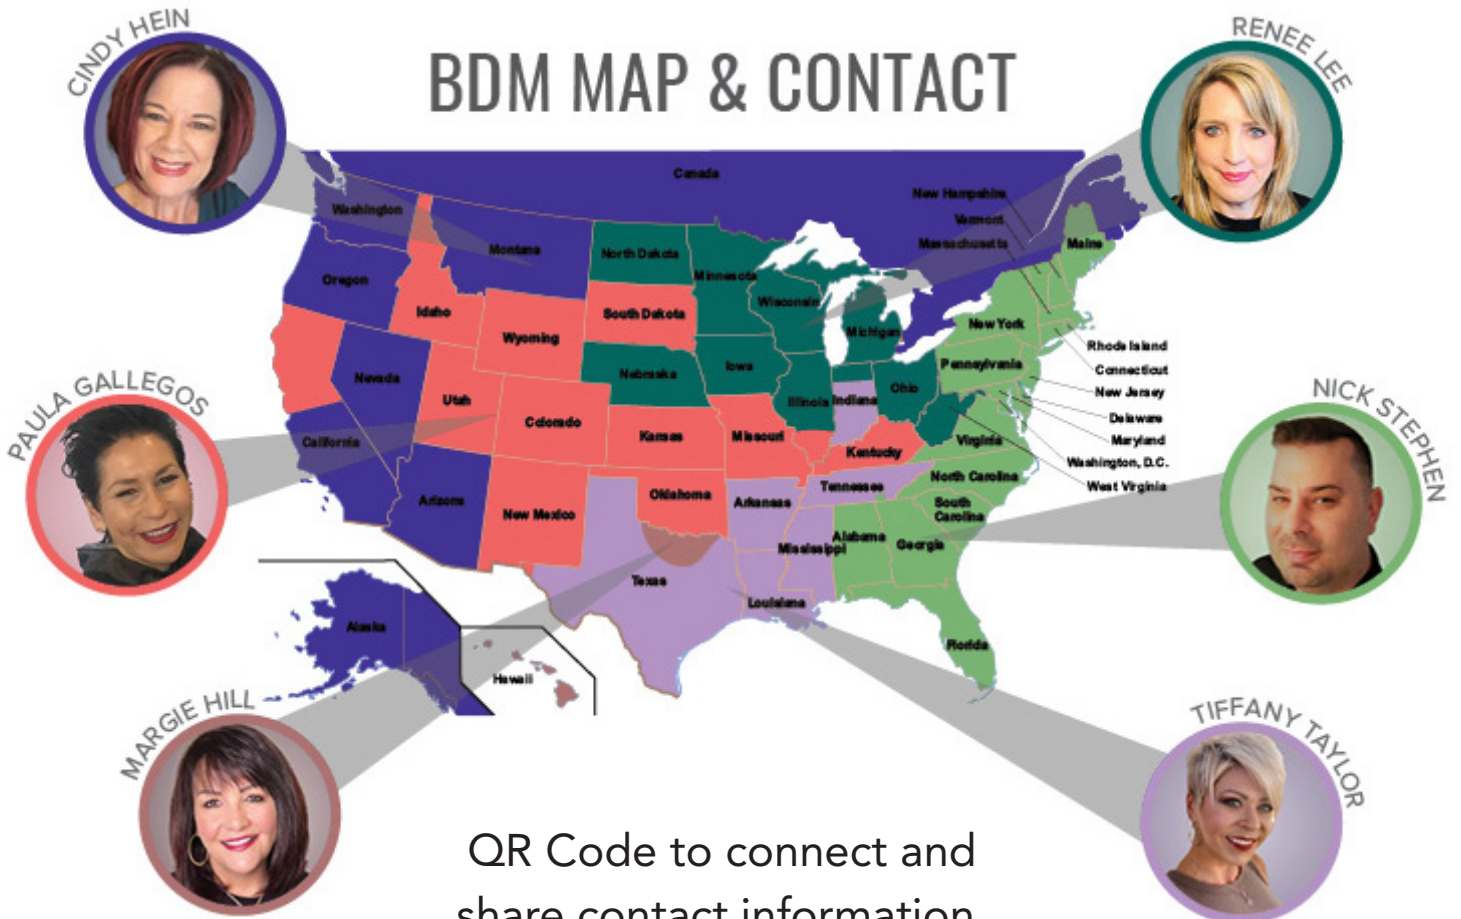 CINDY HEIN
RENEE LEE
BDM MAP & CONTACT
Canada
New Hampshire
Washington
Vermont
Massachusetts
Maine
Montana
North Dakota
Minnesota
Oregon
Wisconsin
Idaho
South Dakota
New York
Michigan
Wyoming
Rhode Island
Pennsylvania
Iowa
Connecticut
Nebraska
Nevada
Ohio
New Jersey
Utah
Illinois
Indiana
PAULA GALLEGOS
NICK STEPHEN
Delaware
Colorado
Kansas
Missouri
Virginia
Maryland
California
Kentucky
Washington, D.C.
North Carolina
Tennessee
West Virginia
Oklahoma
Arizona
Arkansas
South
Carolina
New Mexico
Alabama
Georgia
Mississippi
Texas
Louisiana
Alaska
Florida
Hawaii
MARGIE HILL
TIFFANY TAYLOR
QR Code to connect and
share contact information